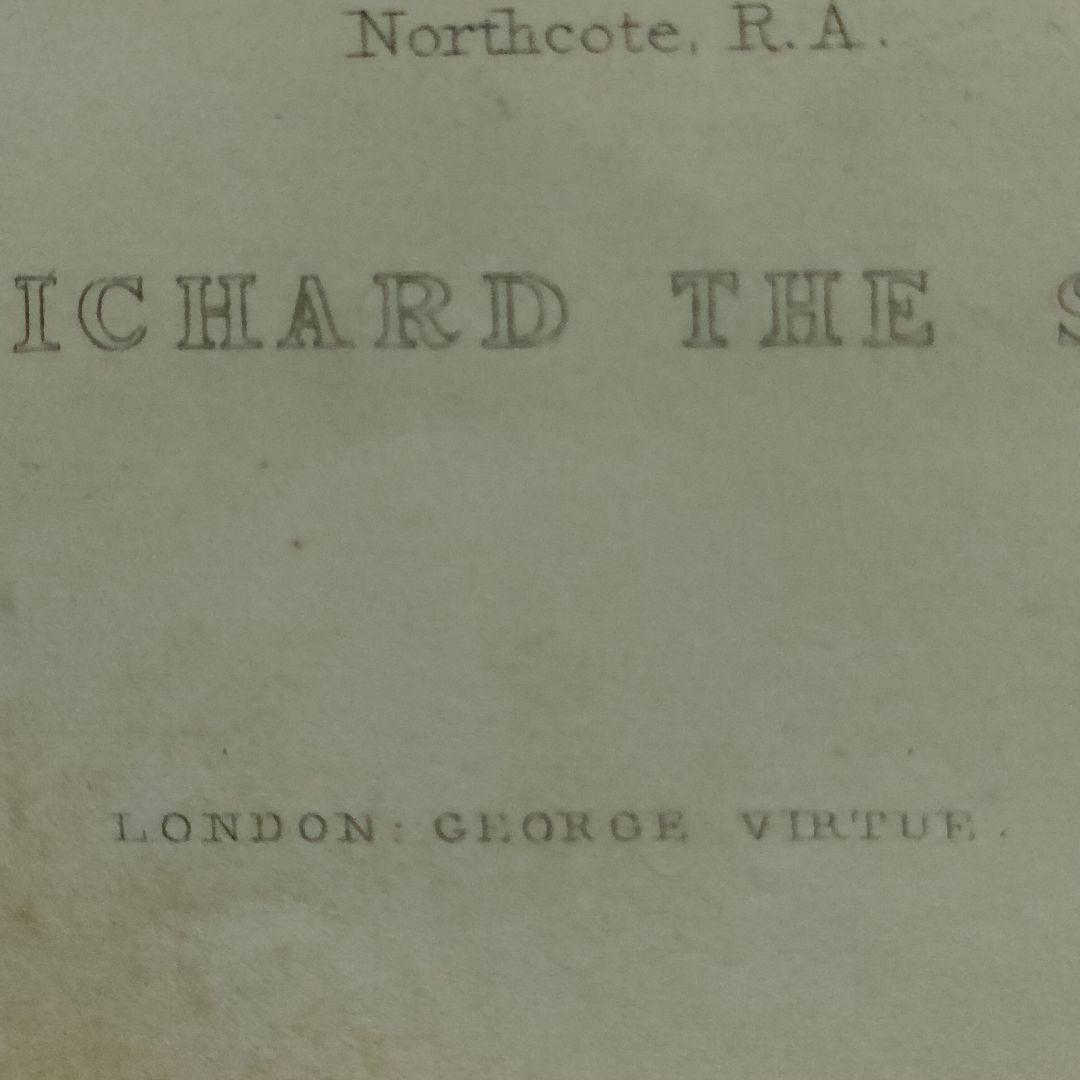 Northcote, R.A.
ICHARD THE S
LONDON: GEORGE VIRTUE.